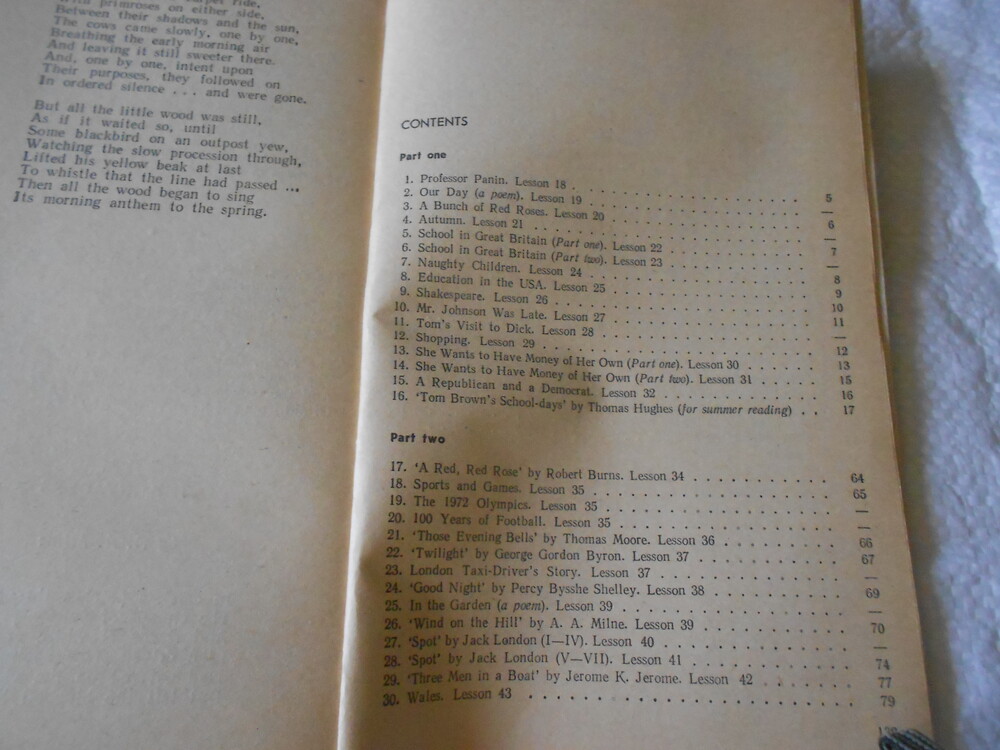 ride,
With primroses on either side,
Between their shadows and the sun,
The cows came slowly, one by one,
Breathing the early morning air
And leaving it still sweeter there.
And, one by one, intent upon
Their purposes, they followed on
In ordered silence ... and were gone.
But all the little wood was still,
As if it waited so, until
Some blackbird on an outpost yew,
Watching the slow procession through,
Lifted his yellow beak at last
To whistle that the line had passed ...
Then all the wood began to sing
Its morning anthem to the spring.
CONTENTS
Part one
1. Professor Panin. Lesson 18 . . . . . . . . . . 5
2. Our Day (a poem). Lesson 19 . . . . . . . . . . —
3. A Bunch of Red Roses. Lesson 20 . . . . . . . . . . 6
4. Autumn. Lesson 21 . . . . . . . . . . —
5. School in Great Britain (Part one). Lesson 22 . . . . . . . . . . 7
6. School in Great Britain (Part two). Lesson 23 . . . . . . . . . . —
7. Naughty Children. Lesson 24 . . . . . . . . . . 8
8. Education in the USA. Lesson 25 . . . . . . . . . . 9
9. Shakespeare. Lesson 26 . . . . . . . . . . 10
10. Mr. Johnson Was Late. Lesson 27 . . . . . . . . . . 11
11. Tom's Visit to Dick. Lesson 28 . . . . . . . . . . —
12. Shopping. Lesson 29 . . . . . . . . . . 12
13. She Wants to Have Money of Her Own (Part one). Lesson 30 . . . . . . 13
14. She Wants to Have Money of Her Own (Part two). Lesson 31 . . . . . 15
15. A Republican and a Democrat. Lesson 32 . . . . . . . . . . 16
16. 'Tom Brown's School-days' by Thomas Hughes (for summer reading) . . 17
Part two
17. 'A Red, Red Rose' by Robert Burns. Lesson 34 . . . . . . . . . . 64
18. Sports and Games. Lesson 35 . . . . . . . . . . 65
19. The 1972 Olympics. Lesson 35 . . . . . . . . . . —
20. 100 Years of Football. Lesson 35 . . . . . . . . . . —
21. 'Those Evening Bells' by Thomas Moore. Lesson 36 . . . . . . . . . . 66
22. 'Twilight' by George Gordon Byron. Lesson 37 . . . . . . . . . . 67
23. London Taxi-Driver's Story. Lesson 37 . . . . . . . . . . —
24. 'Good Night' by Percy Bysshe Shelley. Lesson 38 . . . . . . . . . . 69
25. In the Garden (a poem). Lesson 39 . . . . . . . . . . —
26. 'Wind on the Hill' by A. A. Milne. Lesson 39 . . . . . . . . . . 70
27. 'Spot' by Jack London (I—IV). Lesson 40 . . . . . . . . . . —
28. 'Spot' by Jack London (V—VII). Lesson 41 . . . . . . . . . . 74
29. 'Three Men in a Boat' by Jerome K. Jerome. Lesson 42 . . . . . . . 77
30. Wales. Lesson 43 . . . . . . . . . . 79